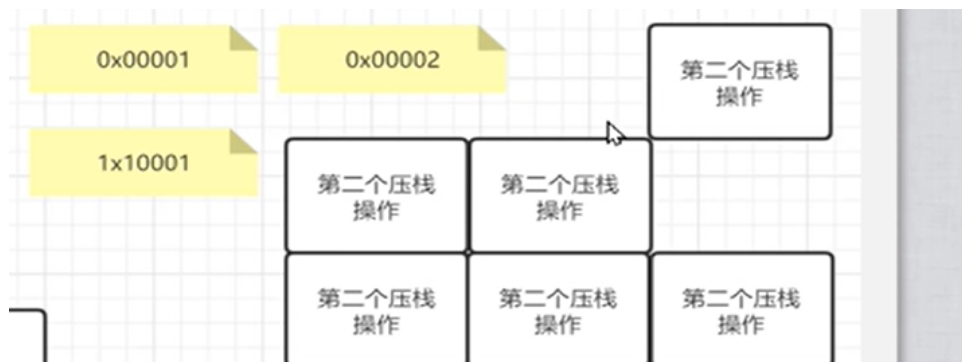 0x00001
0x00002
第二个压栈
操作
1x10001
第二个压栈
操作
第二个压栈
操作
第二个压栈
操作
第二个压栈
操作
第二个压栈
操作